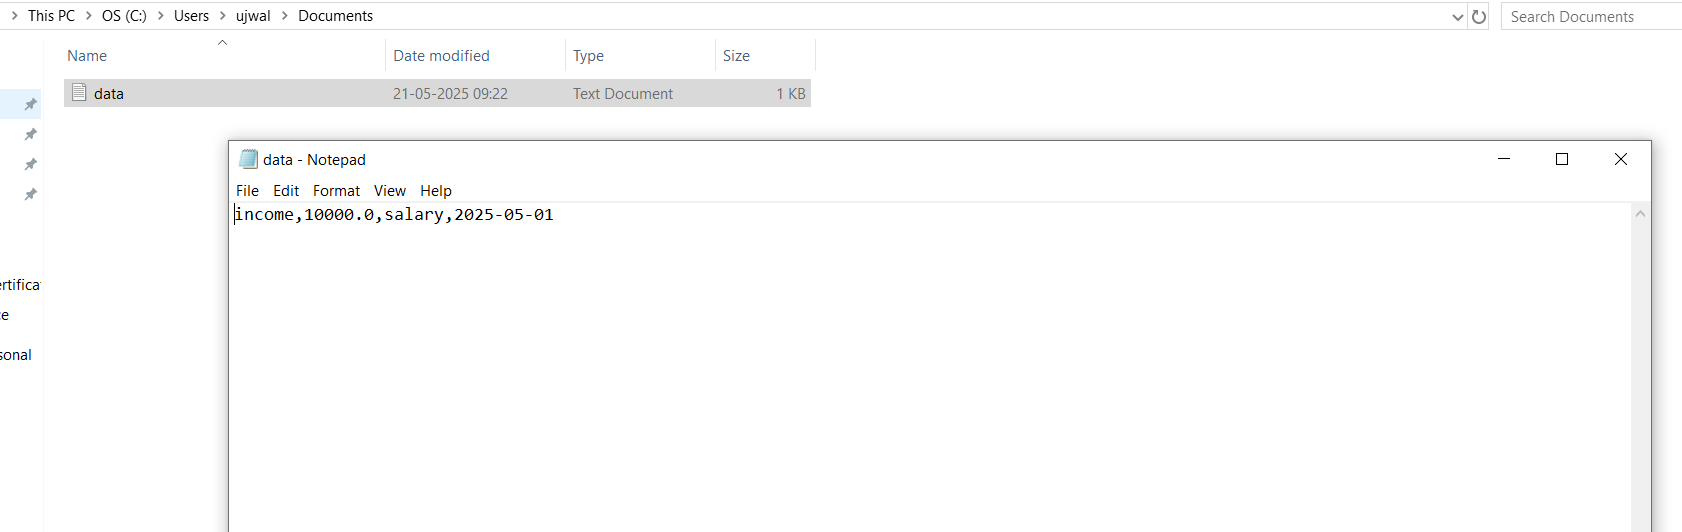 This PC > OS (C:) > Users > ujwal > Documents
Search Documents
Name Date modified Type Size
data 21-05-2025 09:22 Text Document 1 KB
data - Notepad
File Edit Format View Help
income,10000.0,salary,2025-05-01
ertifica
e
sonal